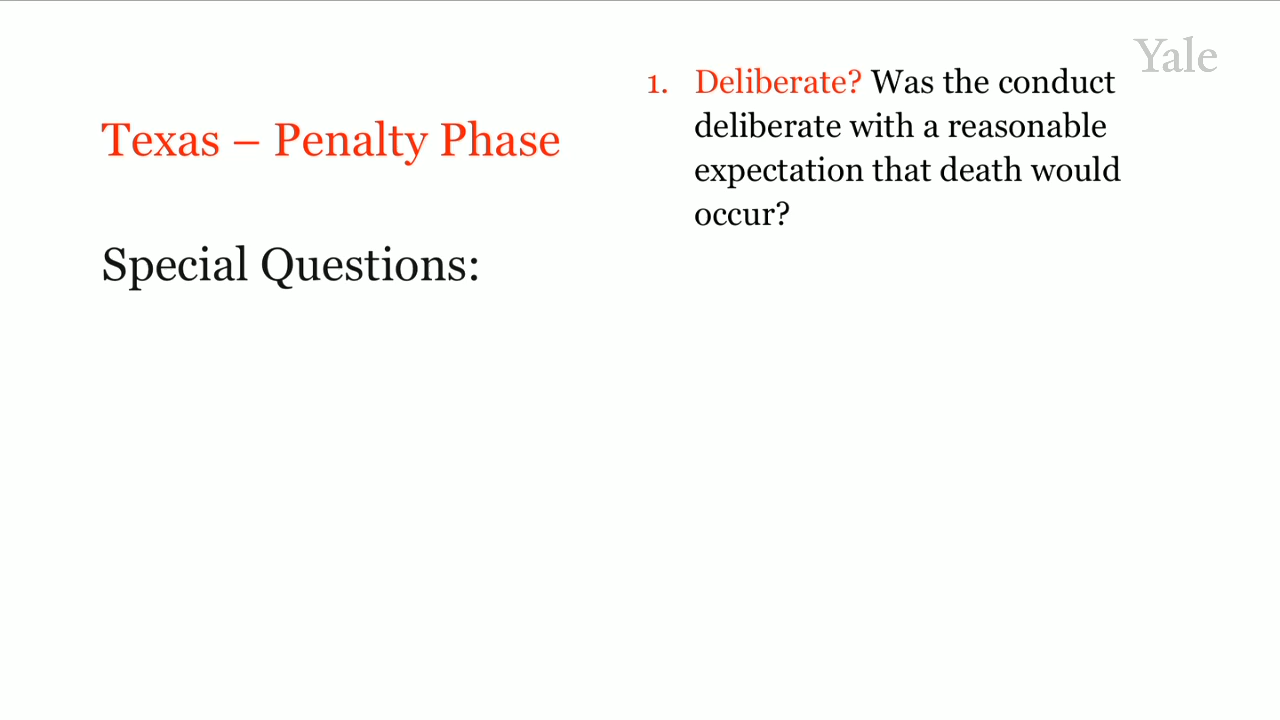 Texas – Penalty Phase
Special Questions:
1. Deliberate? Was the conduct
deliberate with a reasonable
expectation that death would
occur?
Yale